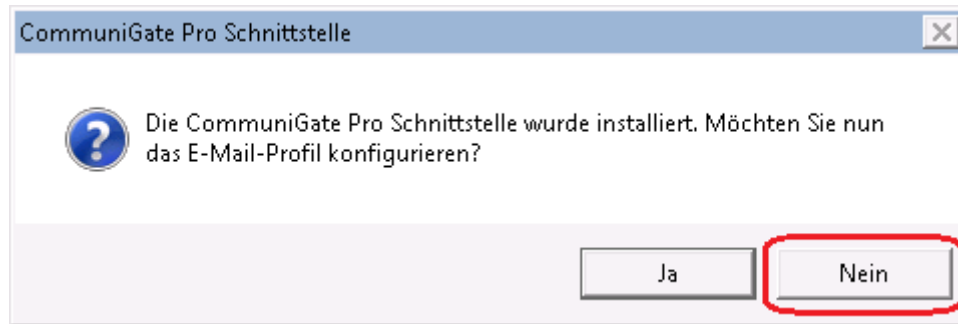 CommuniGate Pro Schnittstelle
Die CommuniGate Pro Schnittstelle wurde installiert. Möchten Sie nun
das E-Mail-Profil konfigurieren?
Ja
Nein